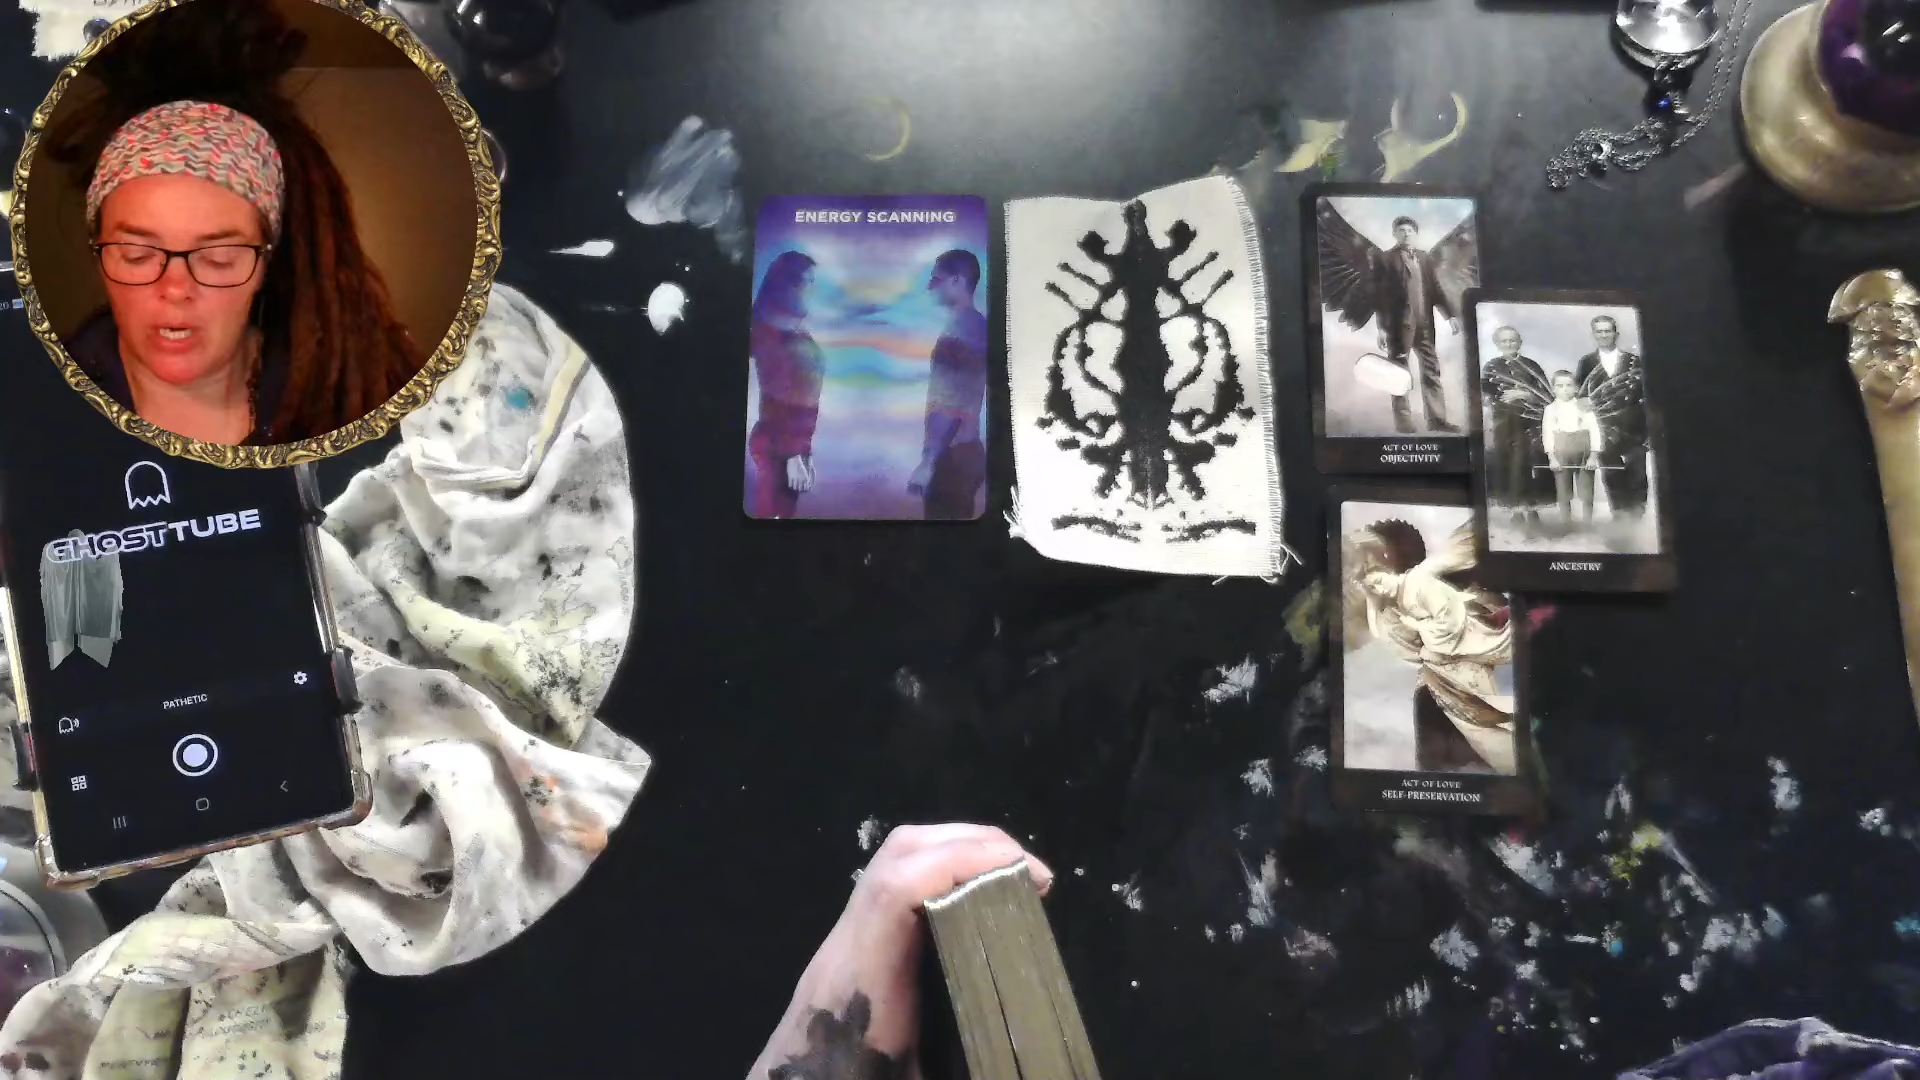 ENERGY SCANNING
ACT OF LOVE
OBJECTIVITY
ANCESTRY
ACT OF LOVE
SELF-PRESERVATION
GHOSTTUBE
PATHETIC